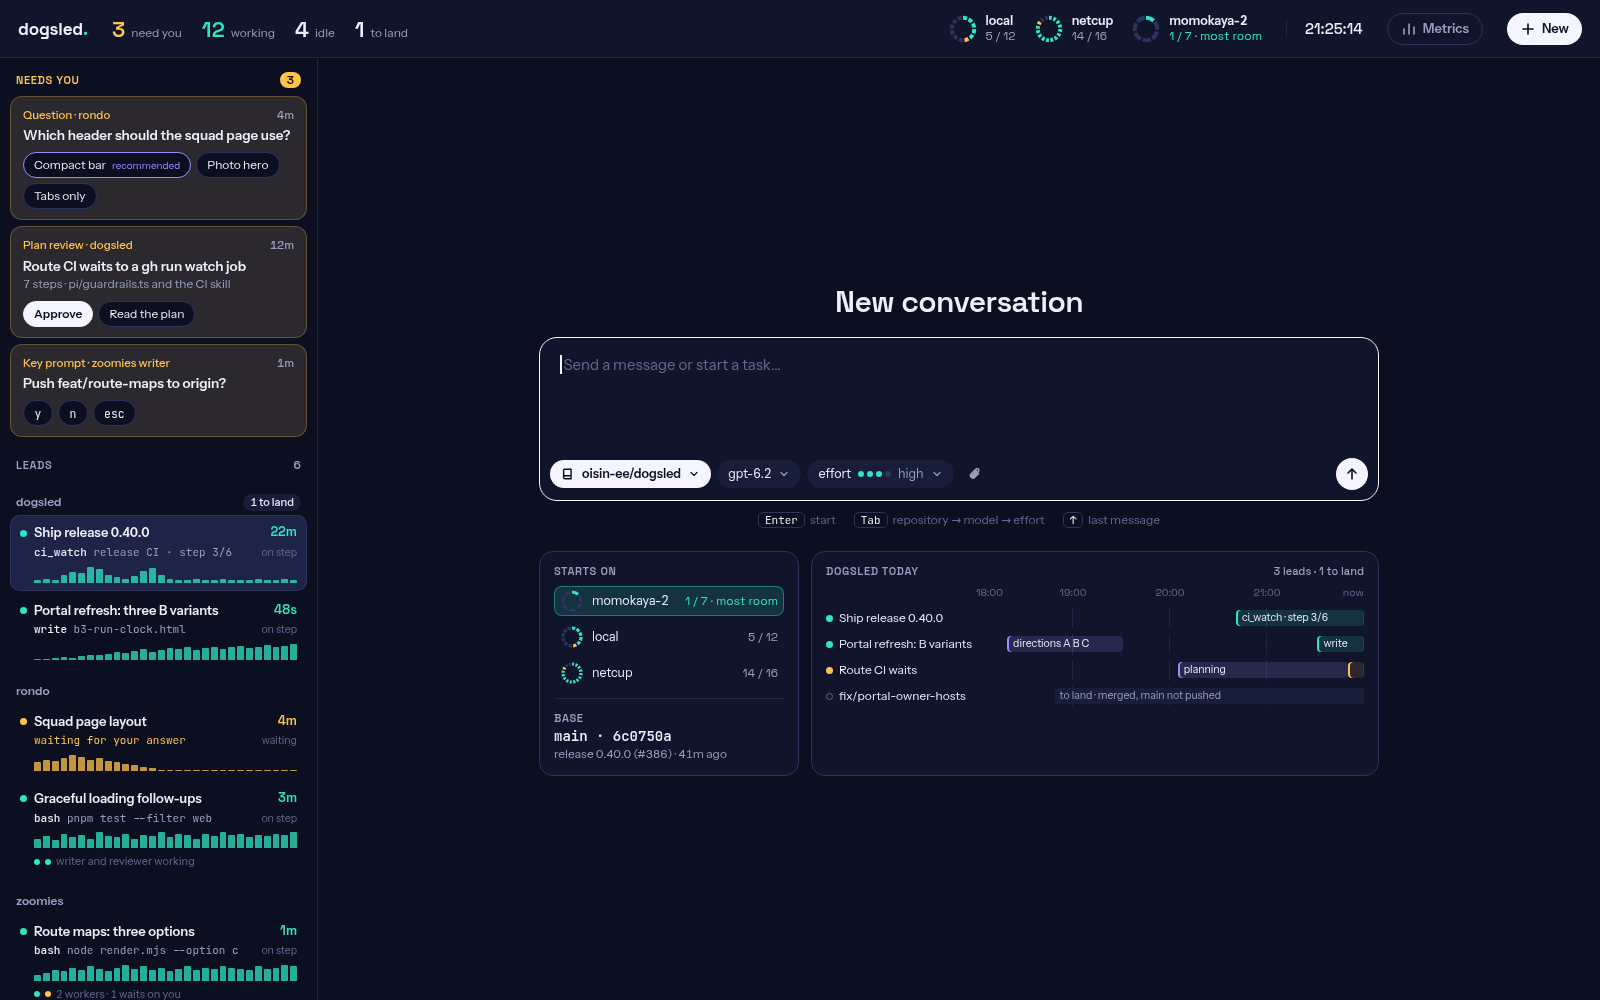 dogsled.
3 need you 12 working 4 idle 1 to land
local
5 / 12
netcup
14 / 16
momokaya-2
1 / 7 · most room
21:25:14
Metrics
New
NEEDS YOU 3
Question · rondo 4m
Which header should the squad page use?
Compact bar recommended Photo hero
Tabs only
Plan review · dogsled 12m
Route CI waits to a gh run watch job
7 steps · pi/guardrails.ts and the CI skill
Approve Read the plan
Key prompt · zoomies writer 1m
Push feat/route-maps to origin?
y n esc
LEADS 6
dogsled 1 to land
Ship release 0.40.0 22m
ci_watch release CI · step 3/6 on step
Portal refresh: three B variants 48s
write b3-run-clock.html on step
rondo
Squad page layout 4m
waiting for your answer waiting
Graceful loading follow-ups 3m
bash pnpm test --filter web on step
writer and reviewer working
zoomies
Route maps: three options 1m
bash node render.mjs --option c on step
2 workers · 1 waits on you
New conversation
Send a message or start a task...
oisin-ee/dogsled gpt-6.2 effort high
Enter start Tab repository → model → effort ↑ last message
STARTS ON
momokaya-2 1 / 7 · most room
local 5 / 12
netcup 14 / 16
BASE
main · 6c0750a
release 0.40.0 (#386) · 41m ago
DOGSLED TODAY 3 leads · 1 to land
18:00 19:00 20:00 21:00 now
Ship release 0.40.0 ci_watch · step 3/6
Portal refresh: B variants directions A B C write
Route CI waits planning
fix/portal-owner-hosts to land · merged, main not pushed